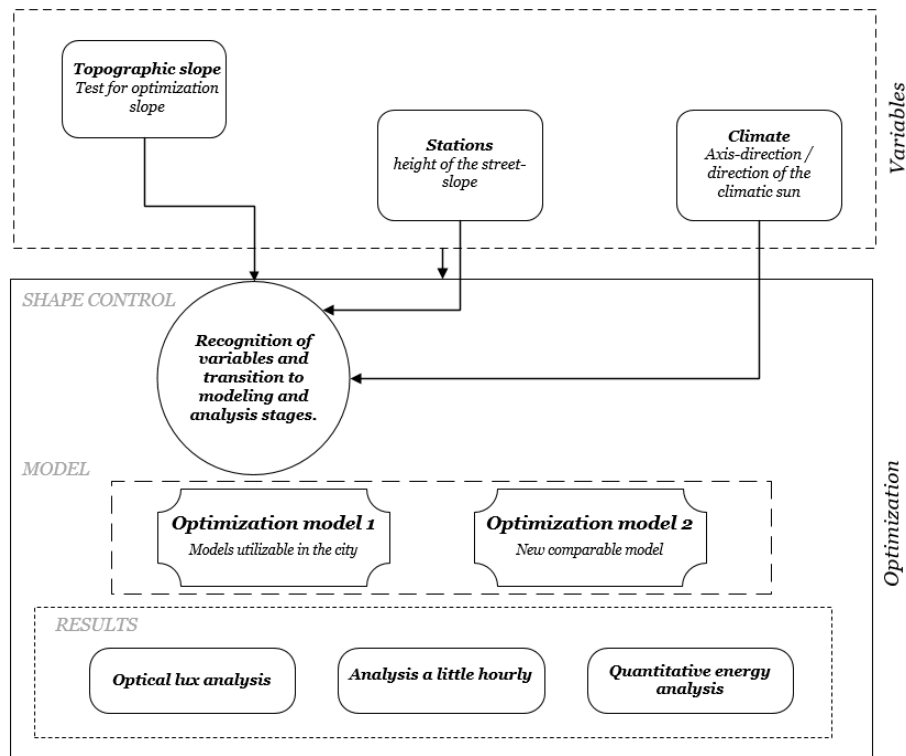 Topographic slope
Test for optimization
slope
Stations
height of the street-
slope
Climate
Axis-direction /
direction of the
climatic sun
Variables
SHAPE CONTROL
Recognition of
variables and
transition to
modeling and
analysis stages.
MODEL
Optimization model 1
Models utilizable in the city
Optimization model 2
New comparable model
Optimization
RESULTS
Optical lux analysis
Analysis a little hourly
Quantitative energy
analysis